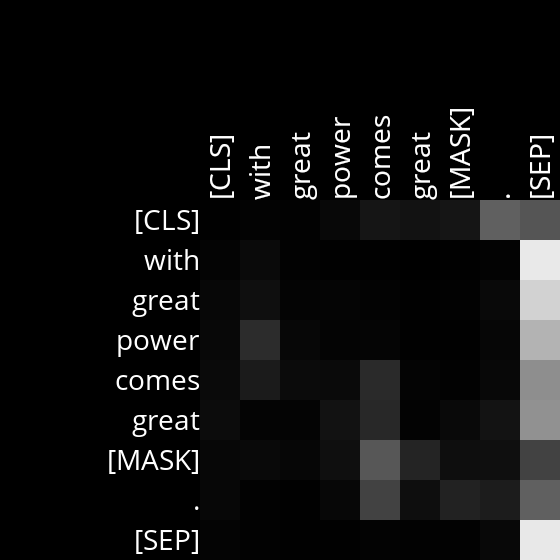 [CLS] with great power comes great [MASK] . [SEP]
[CLS]
with
great
power
comes
great
[MASK]
.
[SEP]